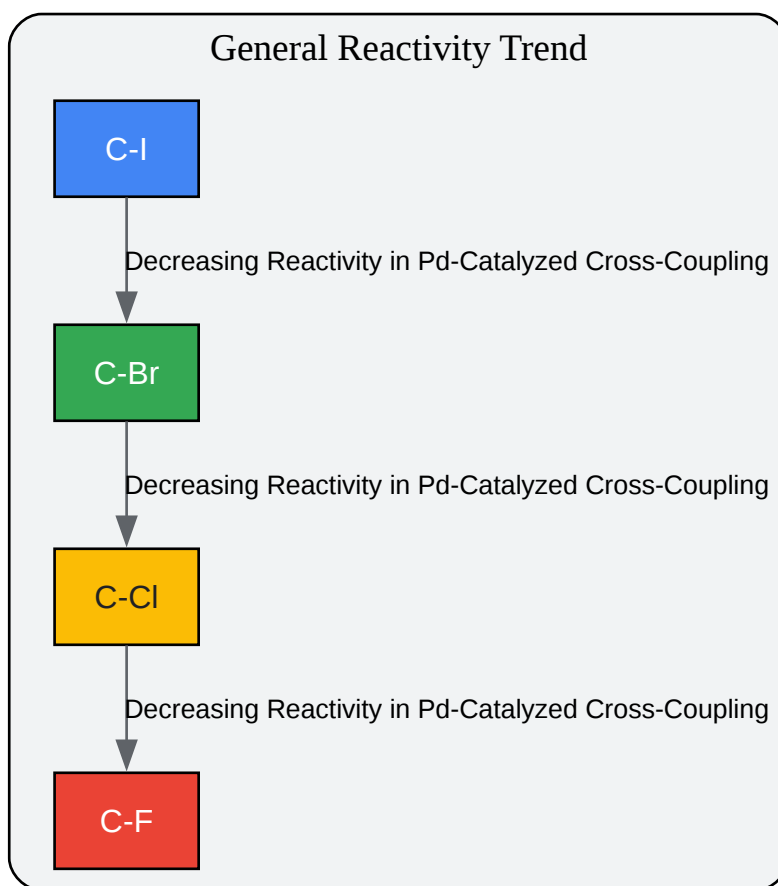 General Reactivity Trend
C-I
Decreasing Reactivity in Pd-Catalyzed Cross-Coupling
C-Br
Decreasing Reactivity in Pd-Catalyzed Cross-Coupling
C-Cl
Decreasing Reactivity in Pd-Catalyzed Cross-Coupling
C-F